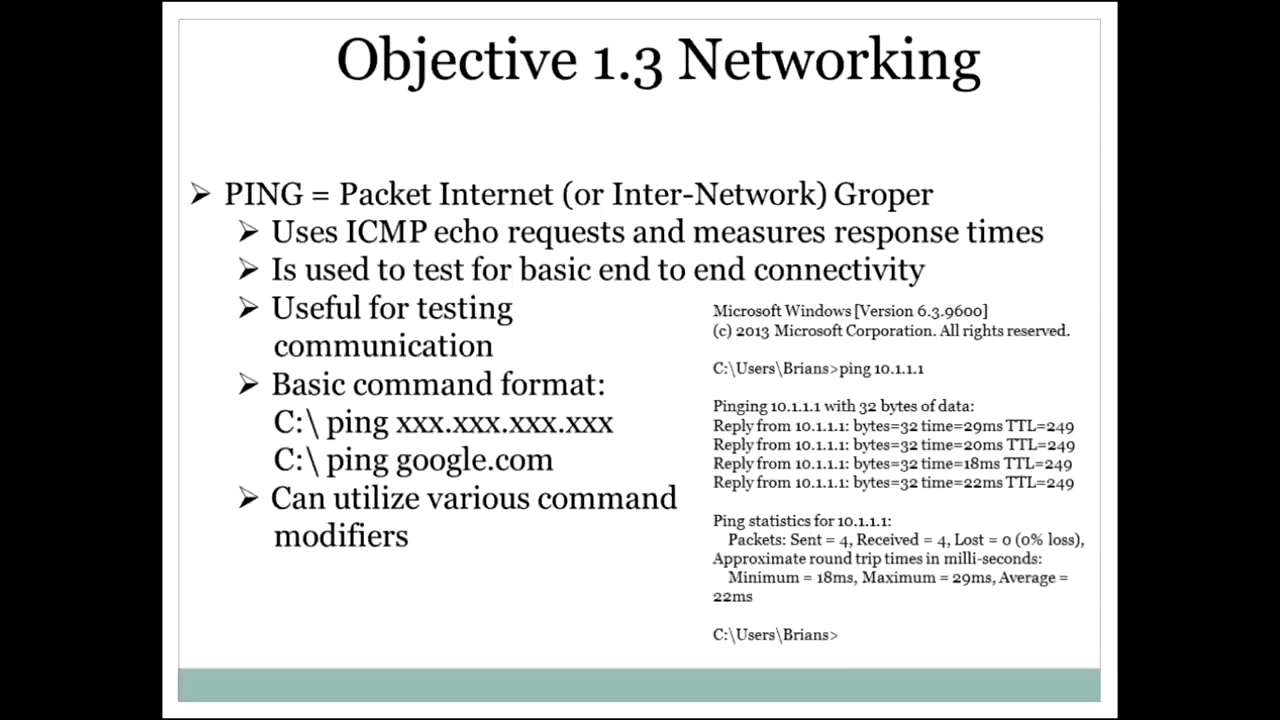 Objective 1.3 Networking
➢ PING = Packet Internet (or Inter-Network) Groper
➢ Uses ICMP echo requests and measures response times
➢ Is used to test for basic end to end connectivity
➢ Useful for testing
communication
➢ Basic command format:
C:\ ping xxx.xxx.xxx.xxx
C:\ ping google.com
➢ Can utilize various command
modifiers
Microsoft Windows [Version 6.3.9600]
(c) 2013 Microsoft Corporation. All rights reserved.
C:\Users\Brians>ping 10.1.1.1
Pinging 10.1.1.1 with 32 bytes of data:
Reply from 10.1.1.1: bytes=32 time=29ms TTL=249
Reply from 10.1.1.1: bytes=32 time=20ms TTL=249
Reply from 10.1.1.1: bytes=32 time=18ms TTL=249
Reply from 10.1.1.1: bytes=32 time=22ms TTL=249
Ping statistics for 10.1.1.1:
Packets: Sent = 4, Received = 4, Lost = 0 (0% loss),
Approximate round trip times in milli-seconds:
Minimum = 18ms, Maximum = 29ms, Average =
22ms
C:\Users\Brians>